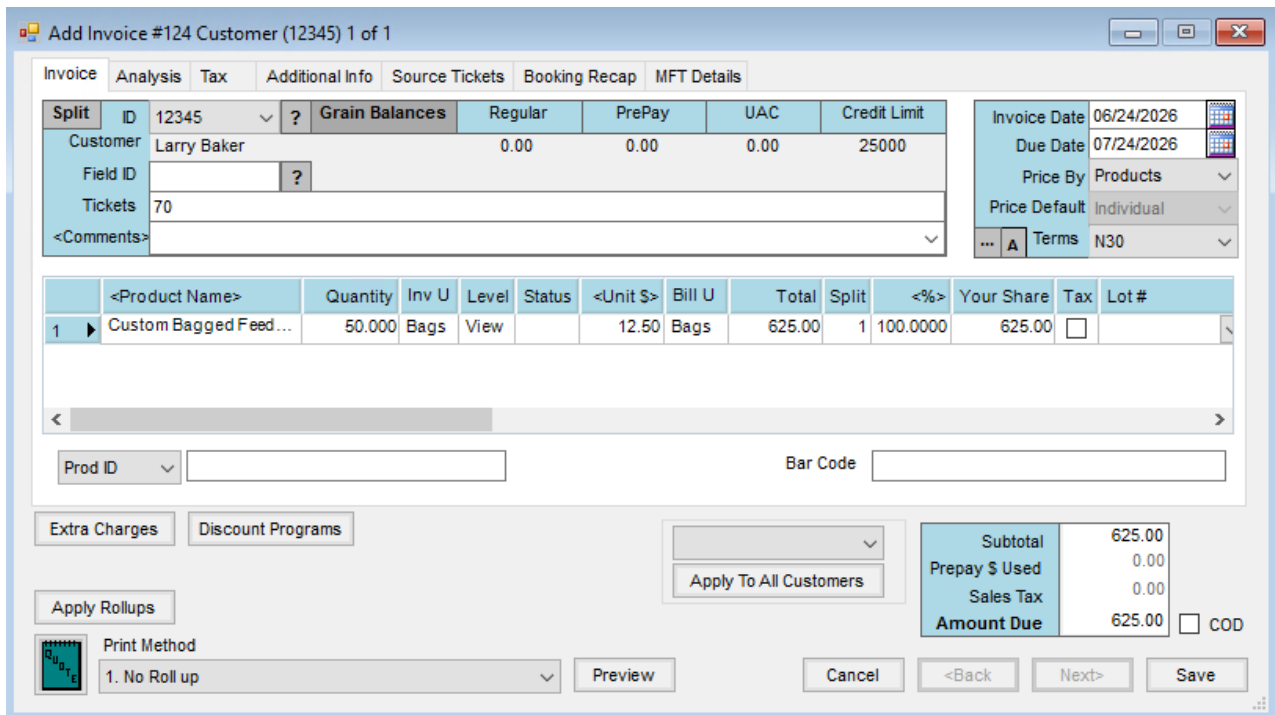 Add Invoice #124 Customer (12345) 1 of 1
Invoice Analysis Tax Additional Info Source Tickets Booking Recap MFT Details
Split ID 12345 ? Grain Balances Regular PrePay UAC Credit Limit
Customer Larry Baker 0.00 0.00 0.00 25000
Field ID ?
Tickets 70
<Comments>
Invoice Date 06/24/2026
Due Date 07/24/2026
Price By Products
Price Default Individual
... A Terms N30
<Product Name> Quantity Inv U Level Status <Unit $> Bill U Total Split <%> Your Share Tax Lot #
1 Custom Bagged Feed... 50.000 Bags View 12.50 Bags 625.00 1 100.0000 625.00
Prod ID Bar Code
Extra Charges Discount Programs
Apply To All Customers
Apply Rollups
Subtotal 625.00
Prepay $ Used 0.00
Sales Tax 0.00
Amount Due 625.00 COD
QUOTE
Print Method
1. No Roll up Preview Cancel <Back Next> Save